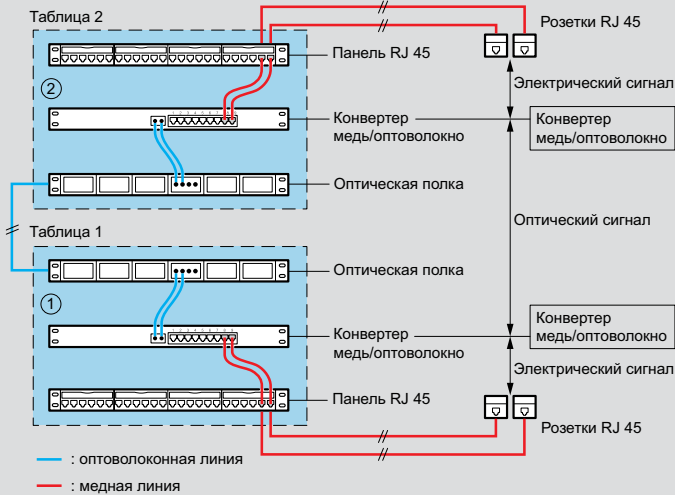 Таблица 2
Розетки RJ 45
Панель RJ 45
Электрический сигнал
2
Конвертер
медь/оптоволокно
Конвертер
медь/оптоволокно
Оптическая полка
Оптический сигнал
Таблица 1
Оптическая полка
1
Конвертер
медь/оптоволокно
Конвертер
медь/оптоволокно
Электрический сигнал
Панель RJ 45
Розетки RJ 45
: оптоволоконная линия
: медная линия